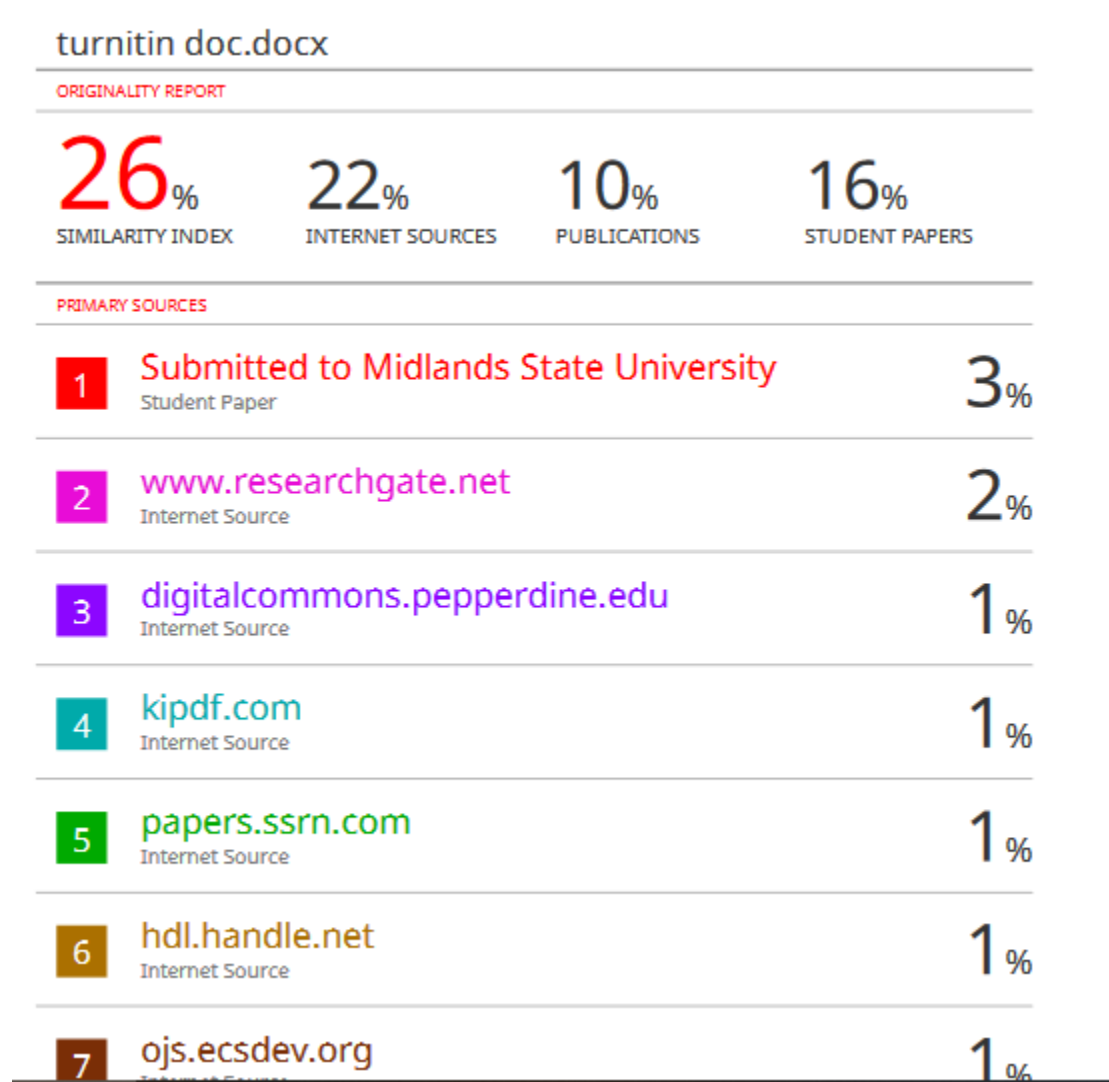 turnitin doc.docx
ORIGINALITY REPORT
26% 22% 10% 16%
SIMILARITY INDEX INTERNET SOURCES PUBLICATIONS STUDENT PAPERS
PRIMARY SOURCES
1 Submitted to Midlands State University 3%
Student Paper
2 www.researchgate.net 2%
Internet Source
3 digitalcommons.pepperdine.edu 1%
Internet Source
4 kipdf.com 1%
Internet Source
5 papers.ssrn.com 1%
Internet Source
6 hdl.handle.net 1%
Internet Source
7 ojs.ecsdev.org 1%